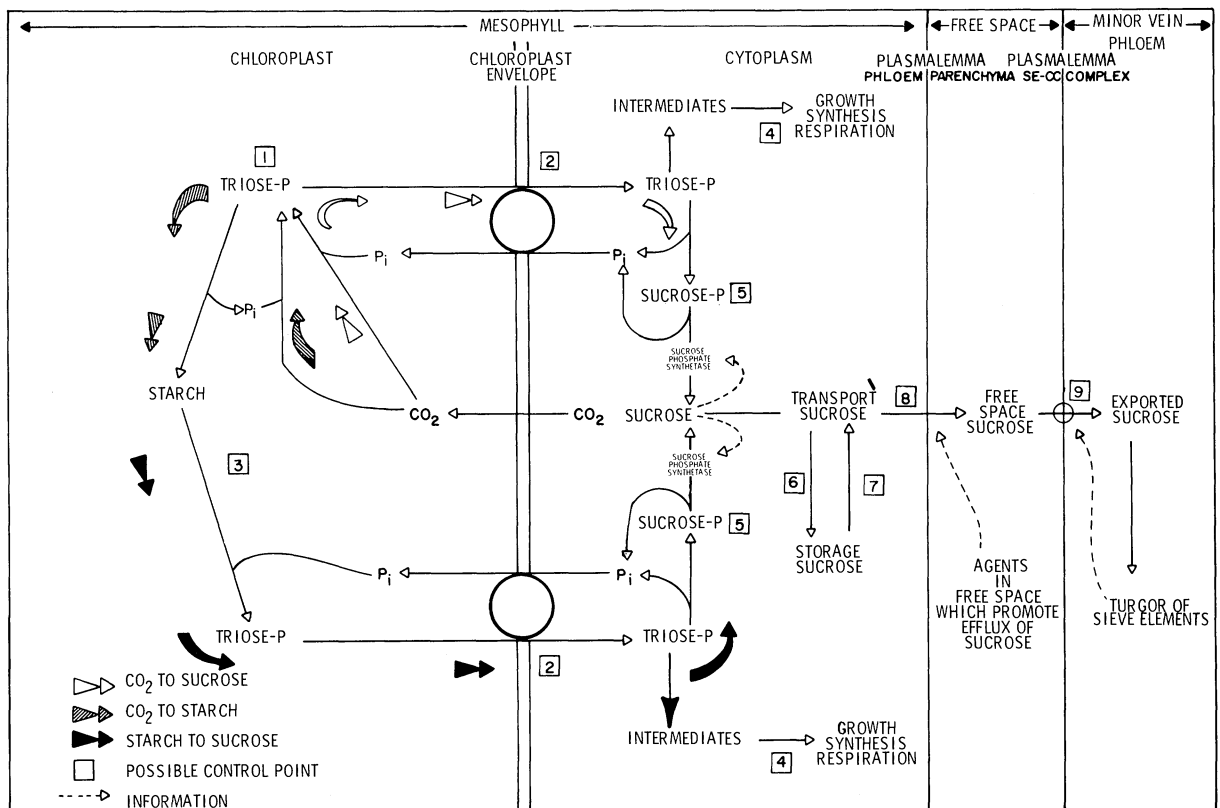 MESOPHYLL
FREE SPACE
MINOR VEIN
PHLOEM
CHLOROPLAST
CHLOROPLAST
ENVELOPE
CYTOPLASM
PLASMALEMMA
PLASMALEMMA
PHLOEM PARENCHYMA
SE-CC COMPLEX
INTERMEDIATES
GROWTH
SYNTHESIS
RESPIRATION
4
1
2
TRIOSE-P
TRIOSE-P
Pi
Pi
Pi
SUCROSE-P
5
SUCROSE
PHOSPHATE
SYNTHETASE
STARCH
CO2
CO2
SUCROSE
TRANSPORT
SUCROSE
8
FREE
SPACE
SUCROSE
9
EXPORTED
SUCROSE
SUCROSE
PHOSPHATE
SYNTHETASE
3
6
7
SUCROSE-P
5
STORAGE
SUCROSE
Pi
Pi
AGENTS
IN
FREE SPACE
WHICH PROMOTE
EFFLUX OF
SUCROSE
TURGOR OF
SIEVE ELEMENTS
TRIOSE-P
TRIOSE-P
2
INTERMEDIATES
GROWTH
SYNTHESIS
RESPIRATION
4
CO2 TO SUCROSE
CO2 TO STARCH
STARCH TO SUCROSE
POSSIBLE CONTROL POINT
INFORMATION